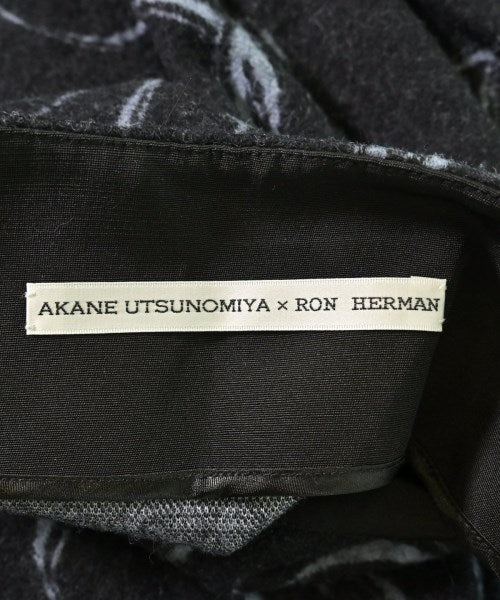 AKANE UTSUNOMIYA × RON HERMAN